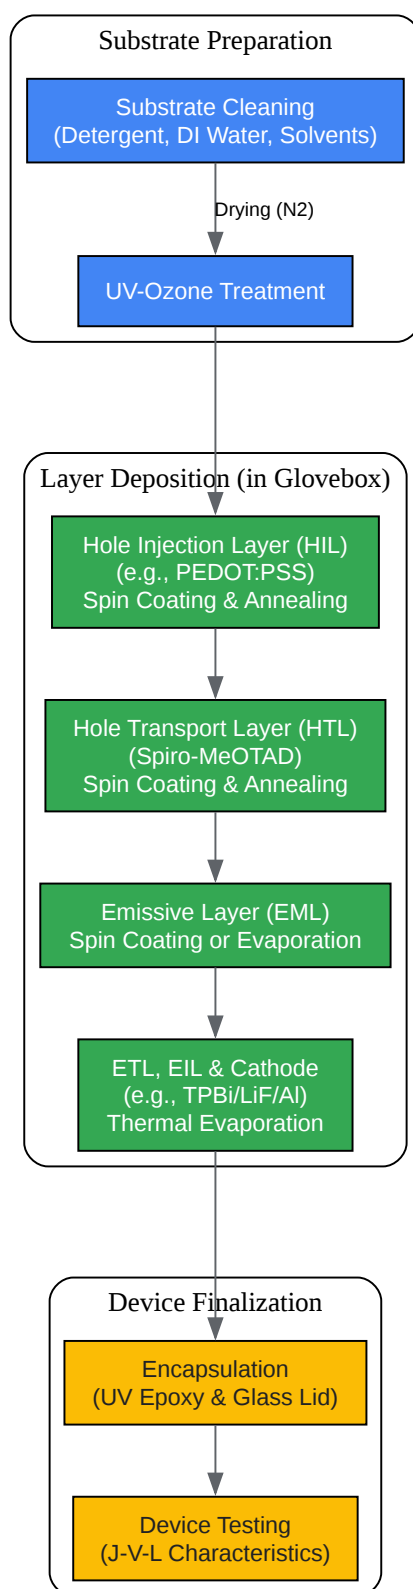 Substrate Preparation
Substrate Cleaning
(Detergent, DI Water, Solvents)
Drying (N2)
UV-Ozone Treatment
Layer Deposition (in Glovebox)
Hole Injection Layer (HIL)
(e.g., PEDOT:PSS)
Spin Coating & Annealing
Hole Transport Layer (HTL)
(Spiro-MeOTAD)
Spin Coating & Annealing
Emissive Layer (EML)
Spin Coating or Evaporation
ETL, EIL & Cathode
(e.g., TPBi/LiF/Al)
Thermal Evaporation
Device Finalization
Encapsulation
(UV Epoxy & Glass Lid)
Device Testing
(J-V-L Characteristics)